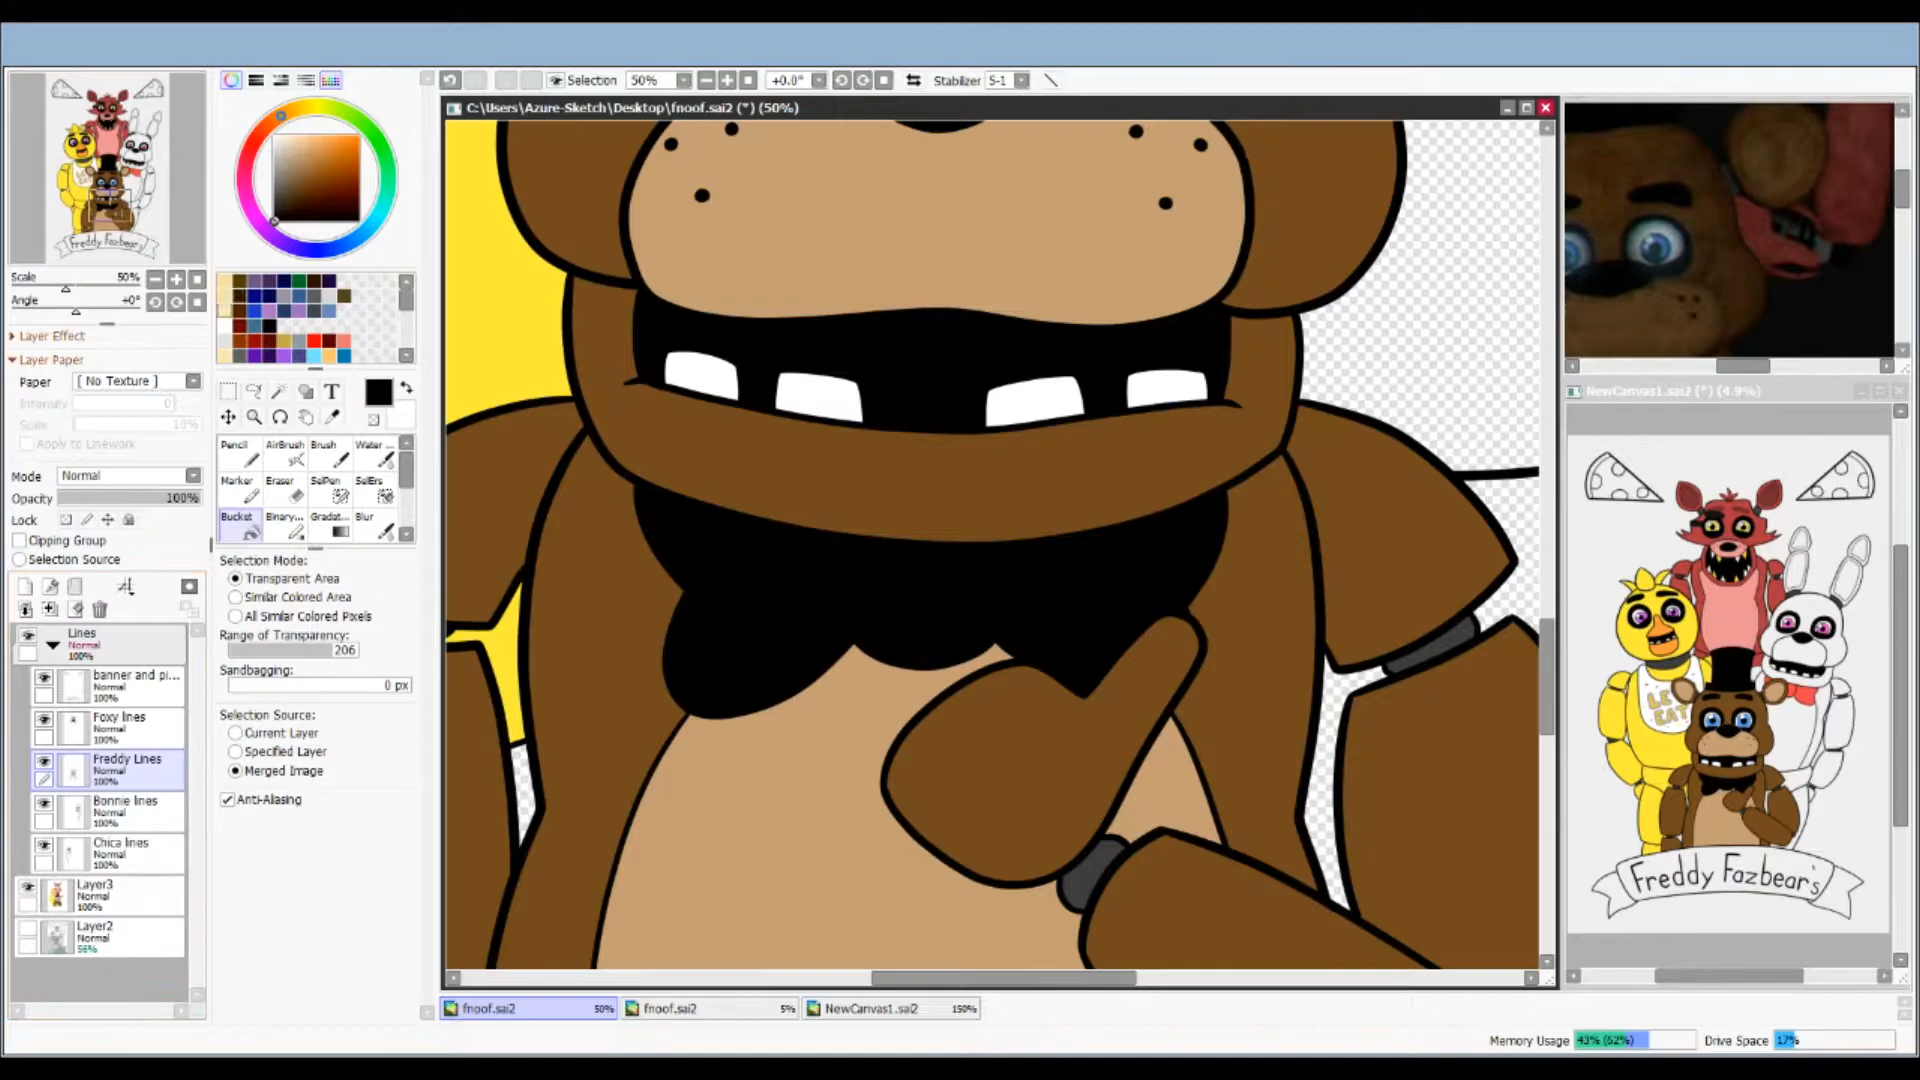 Selection 50% +0.0° Stabilizer S-1
C:\Users\Azure-Sketch\Desktop\fnoof.sai2 (*) (50%)
Freddy Fazbear's
Scale 50%
Angle +0°
Layer Effect
Layer Paper
Paper [ No Texture ]
Intensity 0
Scale 10%
Apply to Linework
Mode Normal
Opacity 100%
Lock
Clipping Group
Selection Source
Lines
Normal
100%
banner and pi...
Normal
100%
Foxy lines
Normal
100%
Freddy Lines
Normal
100%
Bonnie lines
Normal
100%
Chica lines
Normal
100%
Layer3
Normal
100%
Layer2
Normal
56%
T
Pencil AirBrush Brush Water ...
Marker Eraser SelPen SelErs
Bucket Binary... Gradat... Blur
Selection Mode:
Transparent Area
Similar Colored Area
All Similar Colored Pixels
Range of Transparency:
206
Sandbagging:
0 px
Selection Source:
Current Layer
Specified Layer
Merged Image
Anti-Aliasing
NewCanvas1.sai2 (*) (4.9%)
LE
EAT
Freddy Fazbear's
fnoof.sai2 50% fnoof.sai2 5% NewCanvas1.sai2 150%
Memory Usage 43% (62%) Drive Space 17%